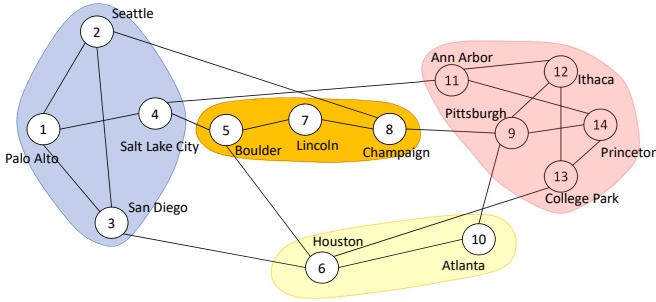 Seattle
2
Ann Arbor
11
12
Ithaca
1
Palo Alto
4
Salt Lake City
5
Boulder
7
Lincoln
8
Champaign
Pittsburgh
9
14
Princeton
13
College Park
San Diego
3
Houston
6
10
Atlanta